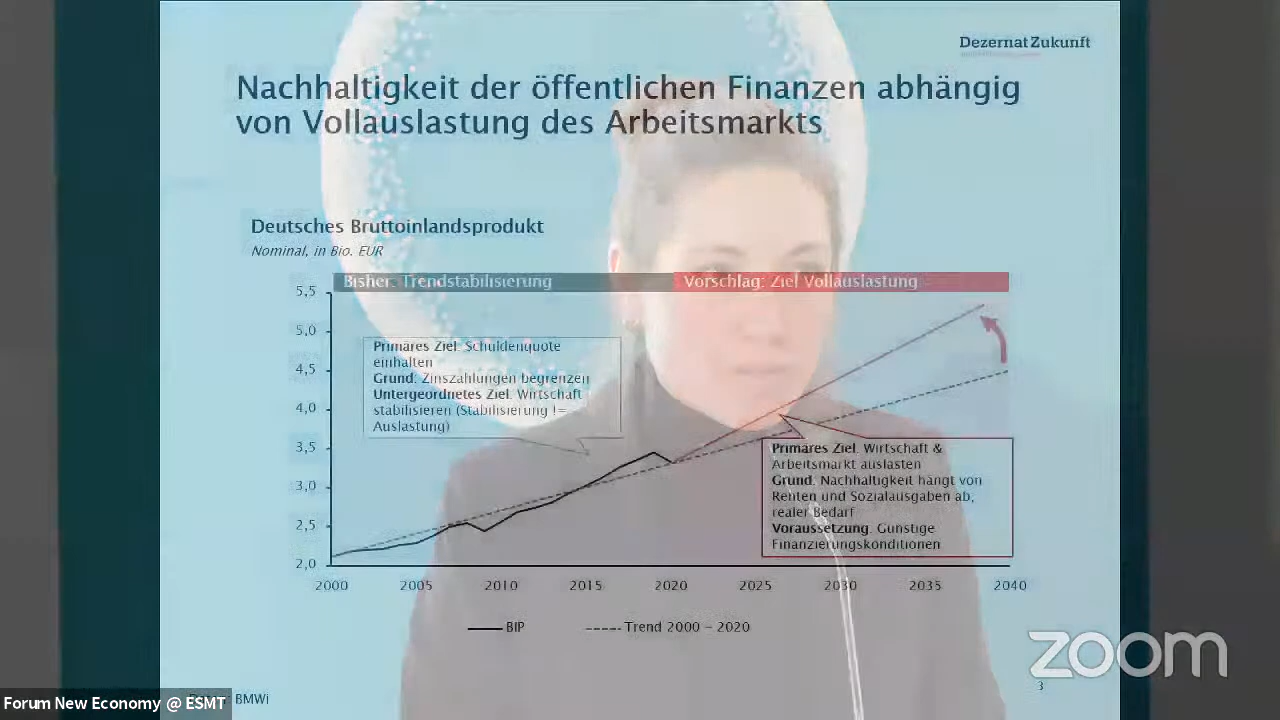 Dezernat Zukunft
Nachhaltigkeit der öffentlichen Finanzen abhängig
von Vollauslastung des Arbeitsmarkts
Deutsches Bruttoinlandsprodukt
Nominal, in Bio. EUR
Bisher: Trendstabilisierung
Vorschlag: Ziel Vollauslastung
5,5
5,0
4,5
4,0
3,5
3,0
2,5
2,0
Primäres Ziel: Schuldenquote
einhalten
Grund: Zinszahlungen begrenzen
Untergeordnetes Ziel: Wirtschaft
stabilisieren (Stabilisierung !=
Auslastung)
Primäres Ziel: Wirtschaft &
Arbeitsmarkt auslasten
Grund: Nachhaltigkeit hängt von
Renten und Sozialausgaben ab,
realer Bedarf
Voraussetzung: Günstige
Finanzierungskonditionen
2000 2005 2010 2015 2020 2025 2030 2035 2040
BIP
Trend 2000 – 2020
zoom
3
BMWi
Forum New Economy @ ESMT